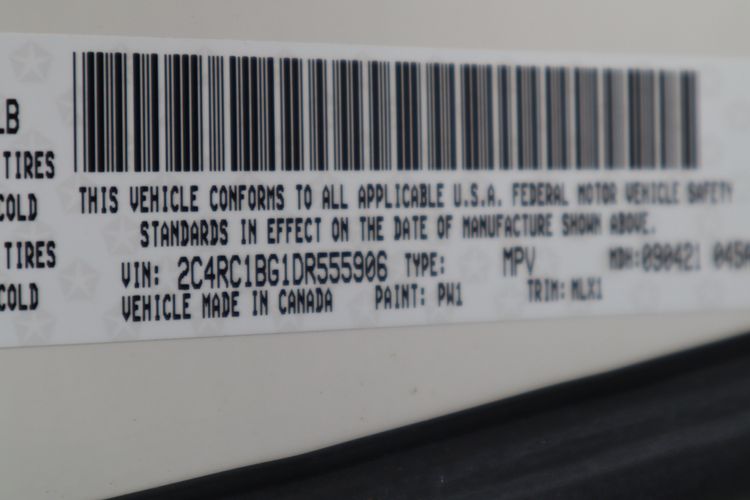 LB
TIRES
COLD
TIRES
COLD
THIS VEHICLE CONFORMS TO ALL APPLICABLE U.S.A. FEDERAL MOTOR VEHICLE SAFETY
STANDARDS IN EFFECT ON THE DATE OF MANUFACTURE SHOWN ABOVE.
VIN: 2C4RC1BG1DR555906 TYPE: MPV MDH: 090421
VEHICLE MADE IN CANADA PAINT: PW1 TRIM: MLX1